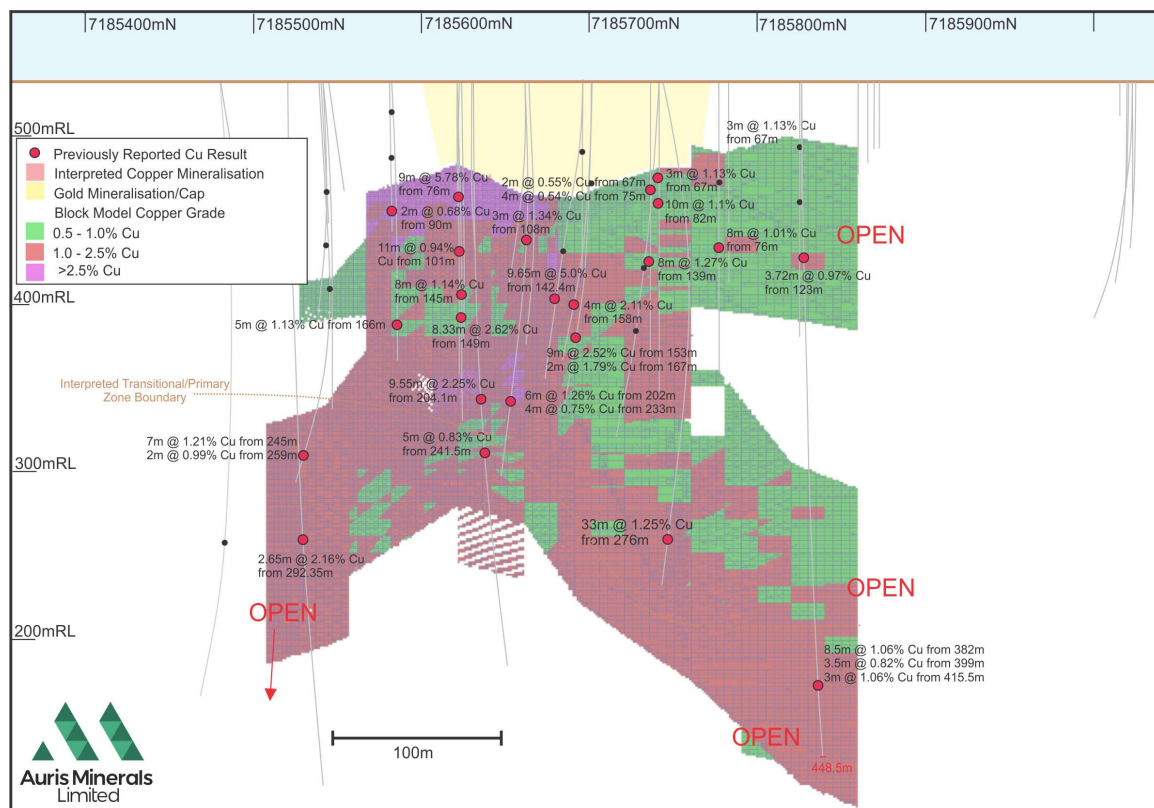 7185400mN
7185500mN
7185600mN
7185700mN
7185800mN
7185900mN
500mRL
Previously Reported Cu Result
Interpreted Copper Mineralisation
Gold Mineralisation/Cap
Block Model Copper Grade
0.5 - 1.0% Cu
1.0 - 2.5% Cu
>2.5% Cu
3m @ 1.13% Cu
from 67m
9m @ 5.78% Cu
from 76m
2m @ 0.55% Cu from 67m
4m @ 0.54% Cu from 75m
3m @ 1.13% Cu
from 67m
2m @ 0.68% Cu
from 90m
3m @ 1.34% Cu
108m
10m @ 1.1% Cu
from 82m
8m @ 1.01% Cu
from 76m
OPEN
11m @ 0.94%
Cu from 101m
8m @ 1.27% Cu
from 139m
8m @ 1.14% Cu
from 145m
9.65m @ 5.0% Cu
from 142.4m
3.72m @ 0.97% Cu
from 123m
400mRL
4m @ 2.11% Cu
from 158m
5m @ 1.13% Cu from 166m
8.33m @ 2.62%
from 149m
9m @ 2.52% Cu from 153m
2m @ 1.79% Cu from 167m
Interpreted Transitional/Primary
Zone Boundary
9.55m @ 2.25% Cu
from 204.1m
6m @ 1.26% Cu from 202m
4m @ 0.75% Cu from 233m
7m @ 1.21% Cu from 245m
2m @ 0.99% Cu from 259m
5m @ 0.83% Cu
from 241.5m
300mRL
33m @ 1.25% Cu
from 276m
2.65m @ 2.16% Cu
from 292.35m
OPEN
OPEN
200mRL
8.5m @ 1.06% Cu from 382m
3.5m @ 0.82% Cu from 399m
3m @ 1.06% Cu from 415.5m
OPEN
448.5m
100m
Auris Minerals
Limited